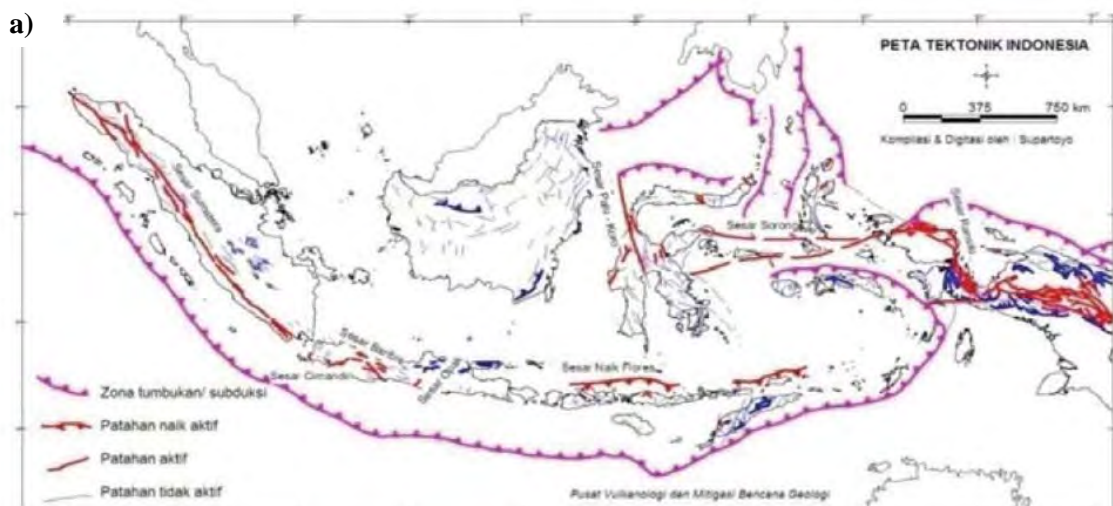 a)
PETA TEKTONIK INDONESIA
0 375 750 km
Kompilasi & Digitasi oleh : Supartoyo
Sesar Sumatera
Sesar Palu - Koro
Sesar Sorong
Sesar Naik Flores
Sesar Cimandiri
Zona tumbukan/ subduksi
Patahan naik aktif
Patahan aktif
Patahan tidak aktif
Pusat Vulkanologi dan Mitigasi Bencana Geologi